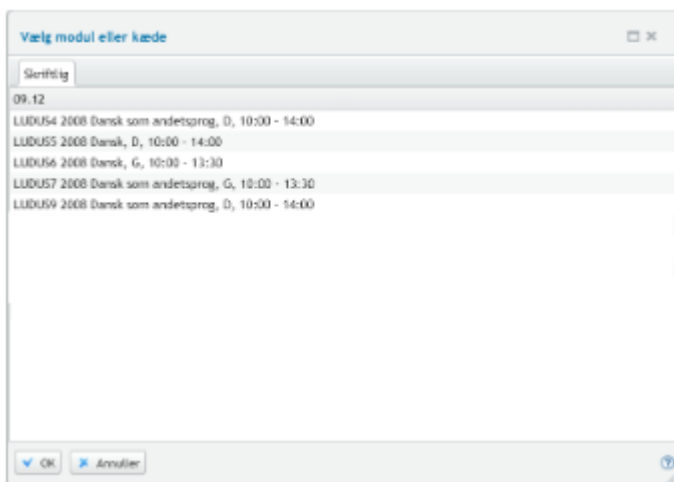 Vælg modul eller kæde
Skriftlig
09.12
LUDUS4 2008 Dansk som andetsprog, D, 10:00 - 14:00
LUDUS5 2008 Dansk, D, 10:00 - 14:00
LUDUS6 2008 Dansk, G, 10:00 - 13:30
LUDUS7 2008 Dansk som andetsprog, G, 10:00 - 13:30
LUDUS9 2008 Dansk som andetsprog, D, 10:00 - 14:00
OK Annuller